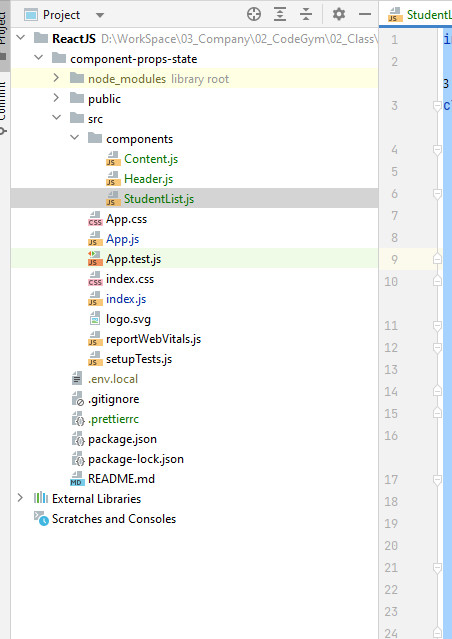 Project
StudentL
ReactJS D:\WorkSpace\03_Company\02_CodeGym\02_Class\
component-props-state
node_modules library root
public
src
components
Content.js
Header.js
StudentList.js
App.css
App.js
App.test.js
index.css
index.js
logo.svg
reportWebVitals.js
setupTests.js
.env.local
.gitignore
.prettierrc
package.json
package-lock.json
README.md
External Libraries
Scratches and Consoles
Project
Commit
1 i
2
3
3 c
4
5
6
7
8
9
10
11
12
13
14
15
16
17
18
19
20
21
22
23
24